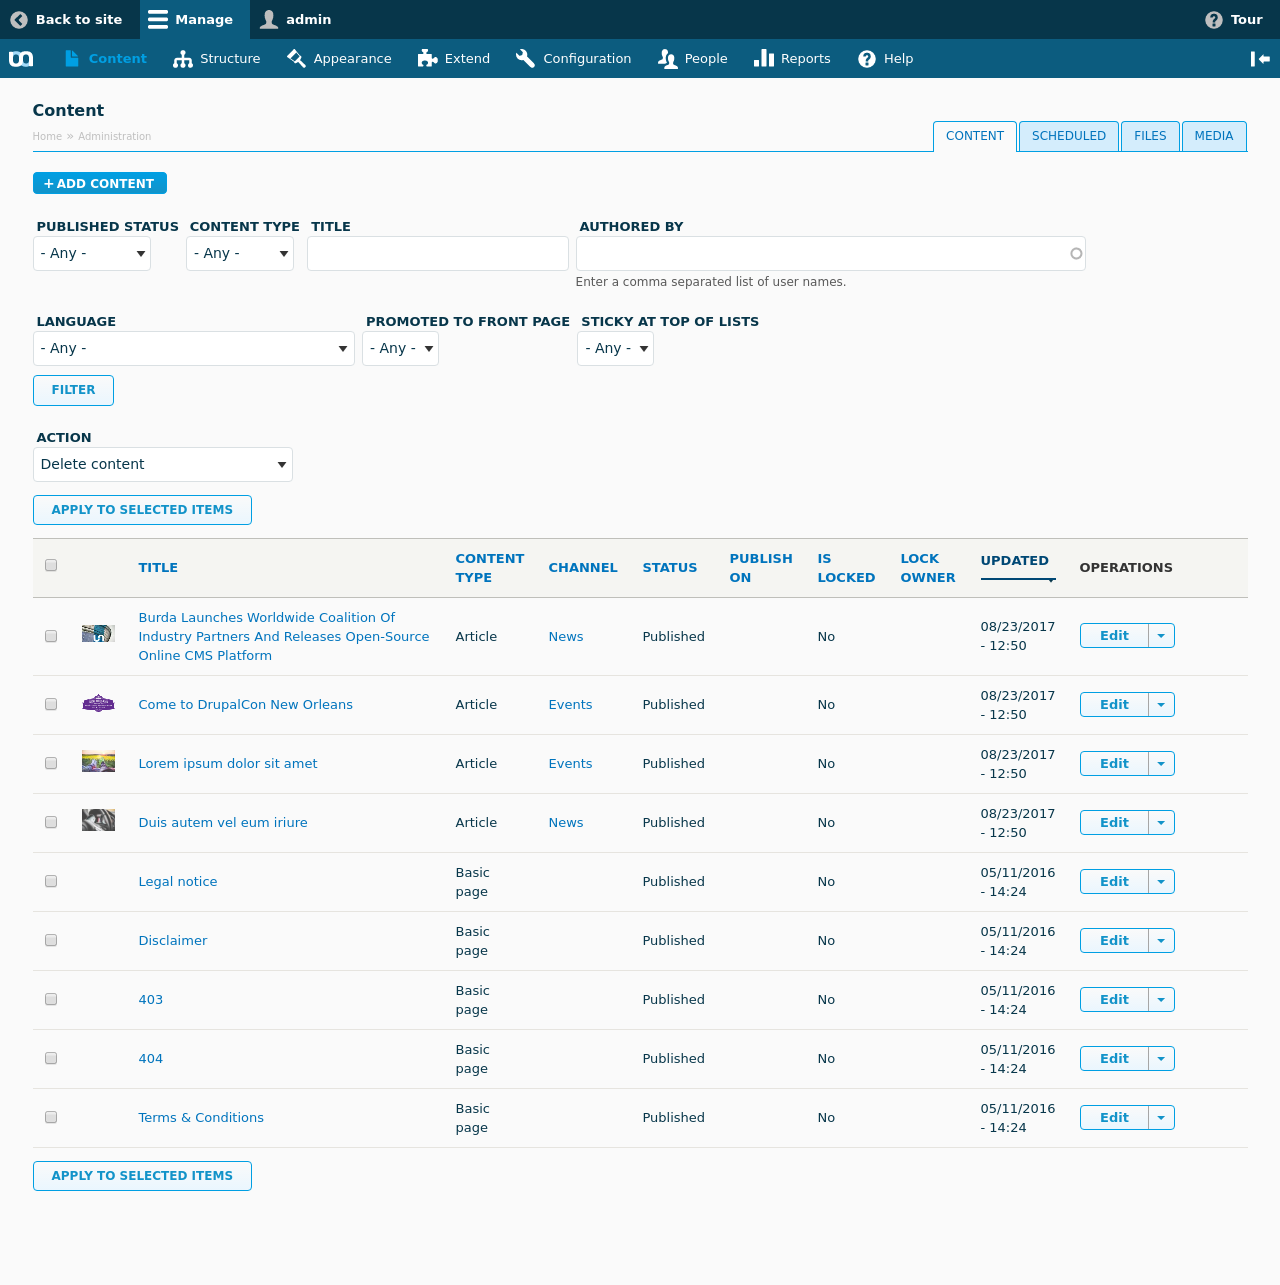 Back to site Manage admin Tour
Content Structure Appearance Extend Configuration People Reports Help
Content
Home » Administration
CONTENT SCHEDULED FILES MEDIA
+ ADD CONTENT
PUBLISHED STATUS CONTENT TYPE TITLE AUTHORED BY
- Any - - Any -
Enter a comma separated list of user names.
LANGUAGE PROMOTED TO FRONT PAGE STICKY AT TOP OF LISTS
- Any - - Any - - Any -
FILTER
ACTION
Delete content
APPLY TO SELECTED ITEMS
TITLE CONTENT TYPE CHANNEL STATUS PUBLISH ON IS LOCKED LOCK OWNER UPDATED OPERATIONS
Burda Launches Worldwide Coalition Of
Industry Partners And Releases Open-Source
Online CMS Platform
Article News Published No 08/23/2017 - 12:50 Edit
Come to DrupalCon New Orleans Article Events Published No 08/23/2017 - 12:50 Edit
Lorem ipsum dolor sit amet Article Events Published No 08/23/2017 - 12:50 Edit
Duis autem vel eum iriure Article News Published No 08/23/2017 - 12:50 Edit
Legal notice Basic page Published No 05/11/2016 - 14:24 Edit
Disclaimer Basic page Published No 05/11/2016 - 14:24 Edit
403 Basic page Published No 05/11/2016 - 14:24 Edit
404 Basic page Published No 05/11/2016 - 14:24 Edit
Terms & Conditions Basic page Published No 05/11/2016 - 14:24 Edit
APPLY TO SELECTED ITEMS